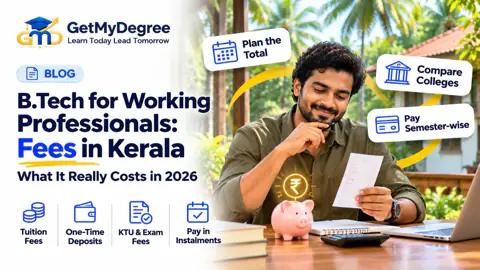 GetMyDegree
Learn Today Lead Tomorrow
BLOG
B.Tech for Working
Professionals:
Fees in Kerala
What It Really Costs in 2026
Tuition
Fees
One-Time
Deposits
KTU & Exam
Fees
Pay in
Instalments
Plan the
Total
Compare
Colleges
Pay
Semester-wise
₹